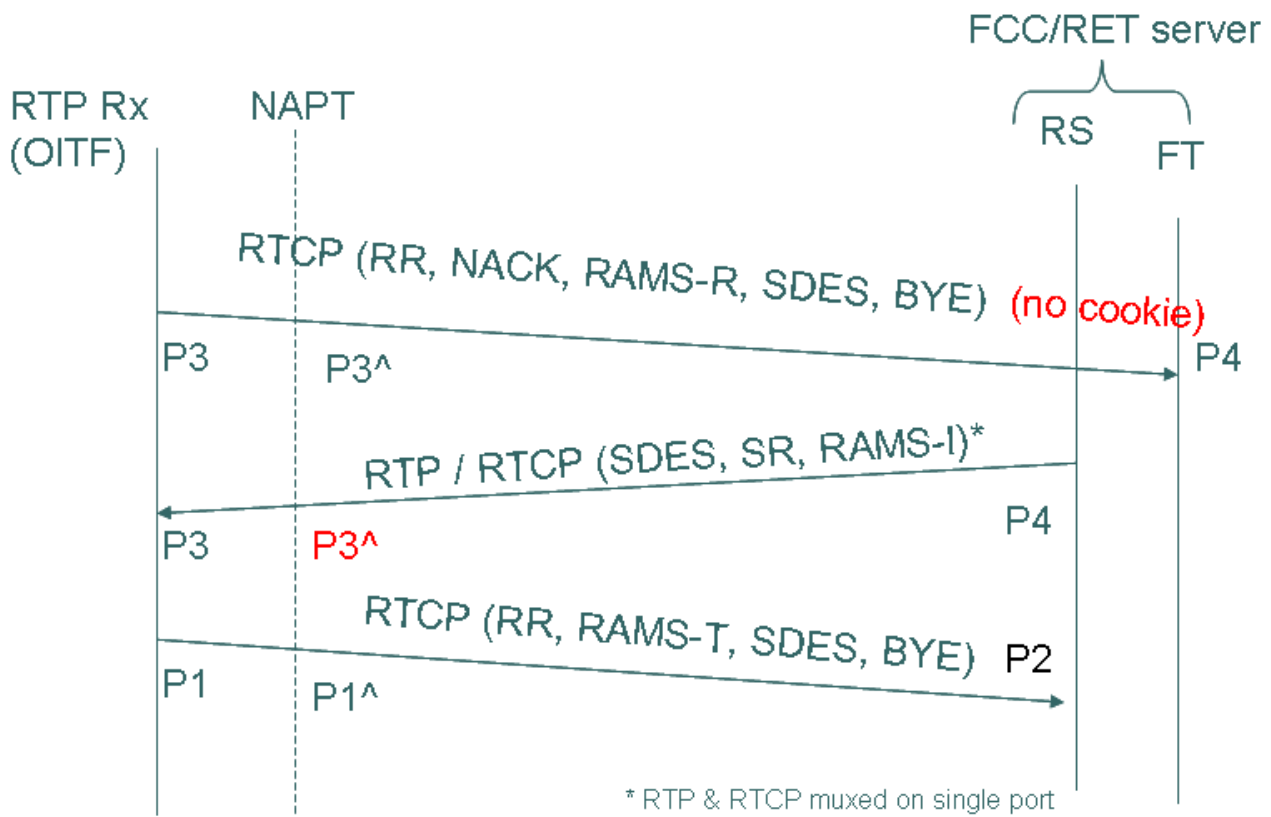 FCC/RET server
RTP Rx
(OITF)
NAPT
RS
FT
RTCP (RR, NACK, RAMS-R, SDES, BYE) (no cookie)
P3
P3^
P4
RTP / RTCP (SDES, SR, RAMS-I)*
P3
P3^
P4
RTCP (RR, RAMS-T, SDES, BYE)
P2
P1
P1^
* RTP & RTCP muxed on single port